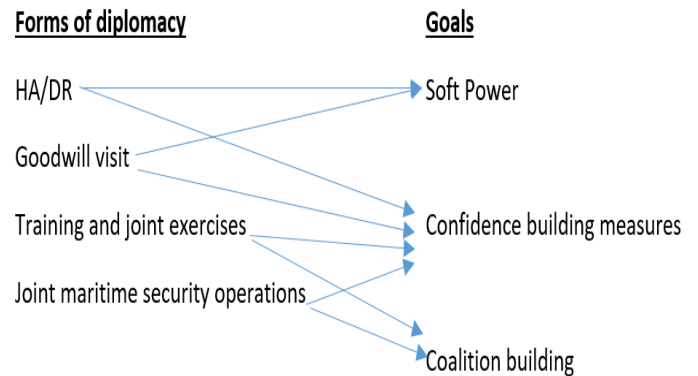 Forms of diplomacy
Goals
HA/DR
Soft Power
Goodwill visit
Training and joint exercises
Confidence building measures
Joint maritime security operations
Coalition building